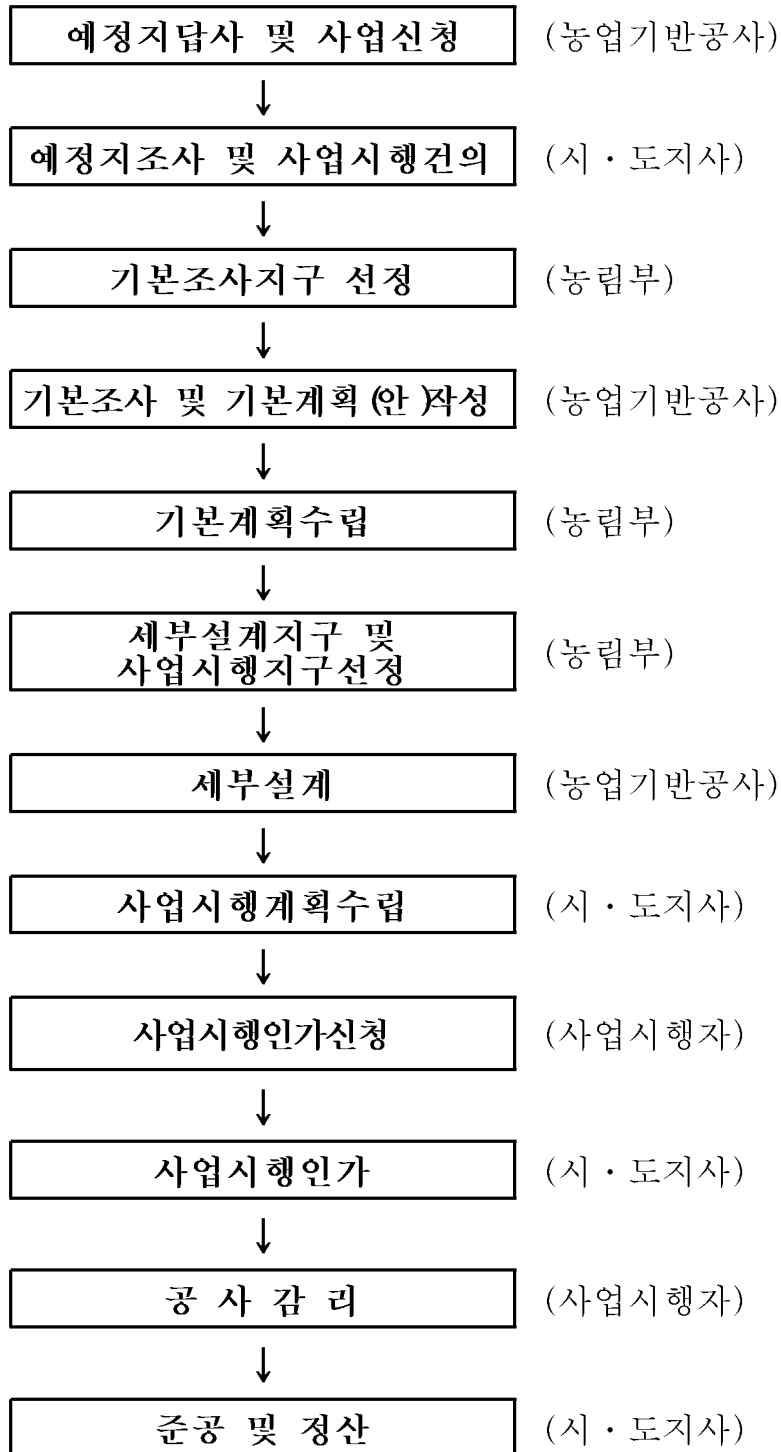 예정지답사 및 사업신청 (농업기반공사)
↓
예정지조사 및 사업시행건의 (시·도지사)
↓
기본조사지구 선정 (농림부)
↓
기본조사 및 기본계획(안)작성 (농업기반공사)
↓
기본계획수립 (농림부)
↓
세부설계지구 및
사업시행지구선정 (농림부)
↓
세부설계 (농업기반공사)
↓
사업시행계획수립 (시·도지사)
↓
사업시행인가신청 (사업시행자)
↓
사업시행인가 (시·도지사)
↓
공 사 감 리 (사업시행자)
↓
준공 및 정산 (시·도지사)